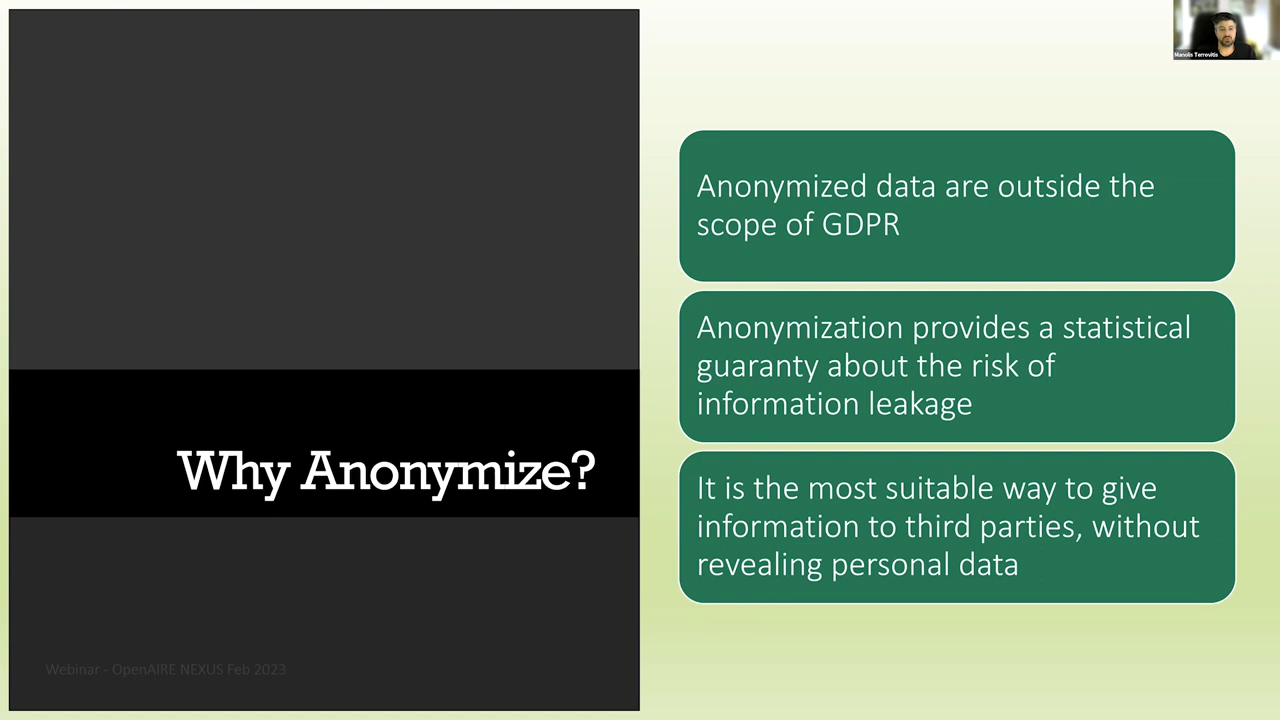 Manolis Terrovitis
Anonymized data are outside the
scope of GDPR
Anonymization provides a statistical
guaranty about the risk of
information leakage
Why Anonymize?
It is the most suitable way to give
information to third parties, without
revealing personal data
Webinar - OpenAIRE NEXUS Feb 2023